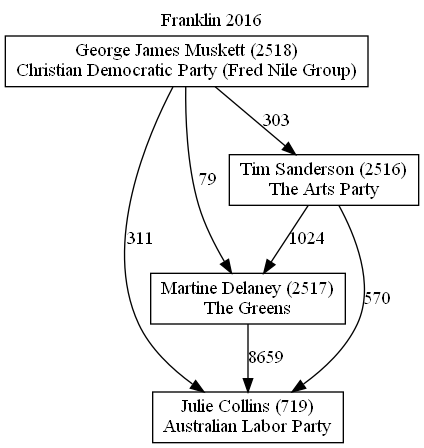 Franklin 2016
George James Muskett (2518)
Christian Democratic Party (Fred Nile Group)
303
Tim Sanderson (2516)
The Arts Party
79
311
1024
Martine Delaney (2517)
The Greens
570
8659
Julie Collins (719)
Australian Labor Party